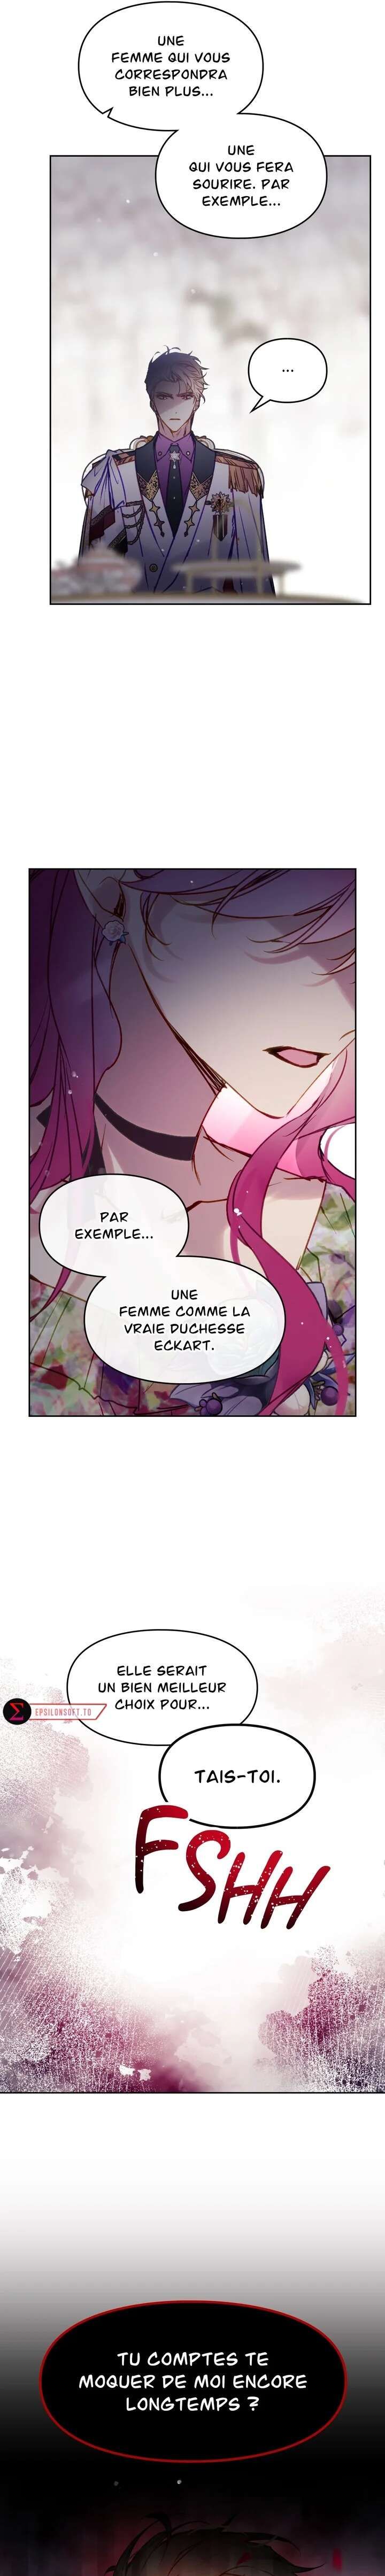 UNE
FEMME QUI VOUS
CORRESPONDRA
BIEN PLUS...
UNE
QUI VOUS FERA
SOURIRE. PAR
EXEMPLE...
...
PAR
EXEMPLE...
UNE
FEMME COMME LA
VRAIE DUCHESSE
ECKART.
ELLE SERAIT
UN BIEN MEILLEUR
CHOIX POUR...
EPSILONSOFT.TO
TAIS-TOI.
FSHH
TU COMPTES TE
MOQUER DE MOI ENCORE
LONGTEMPS ?